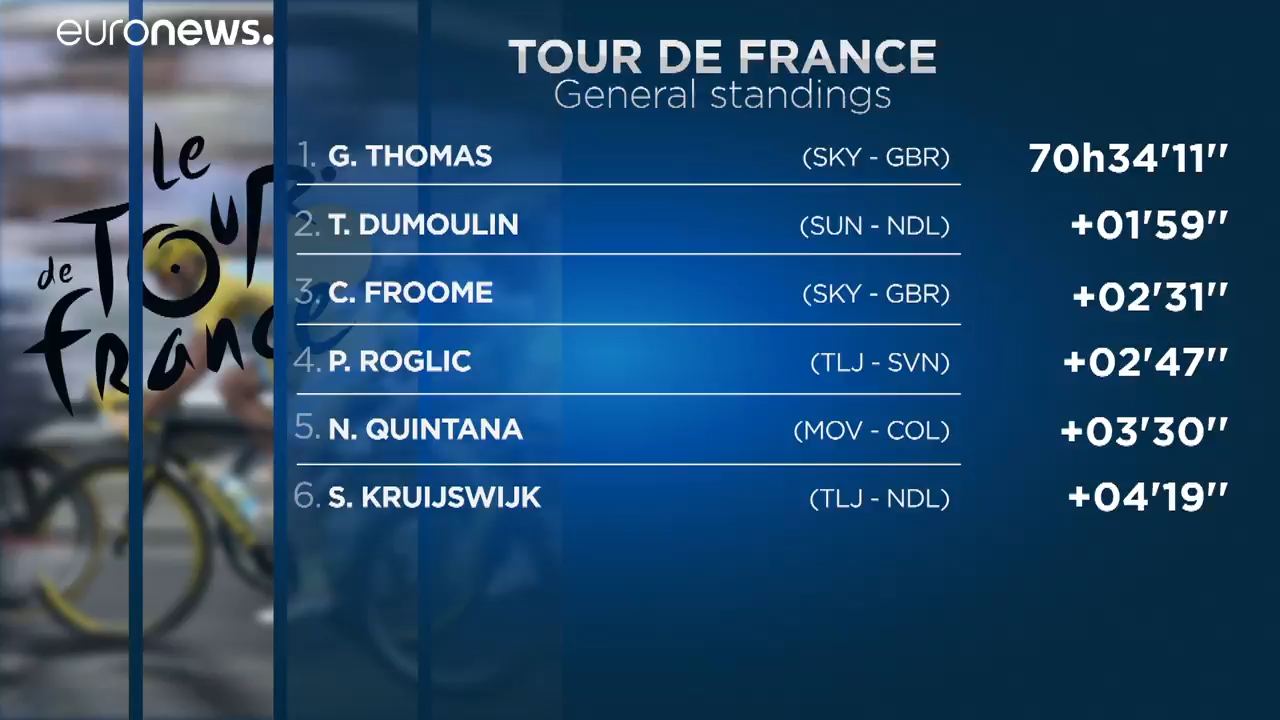 euronews.
TOUR DE FRANCE
General standings
Le
Tour
de
france
1. G. THOMAS (SKY - GBR) 70h34'11''
2. T. DUMOULIN (SUN - NDL) +01'59''
3. C. FROOME (SKY - GBR) +02'31''
4. P. ROGLIC (TLJ - SVN) +02'47''
5. N. QUINTANA (MOV - COL) +03'30''
6. S. KRUIJSWIJK (TLJ - NDL) +04'19''